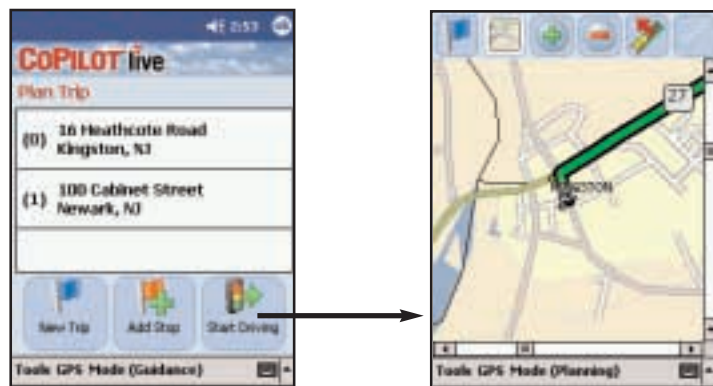 2:53
CoPILOT live
Plan Trip
(0) 16 Heathcote Road
Kingston, NJ
(1) 100 Cabinet Street
Newark, NJ
New Trip Add Stop Start Driving
Tools GPS Mode (Guidance)
27
KINGSTON
Tools GPS Mode (Planning)